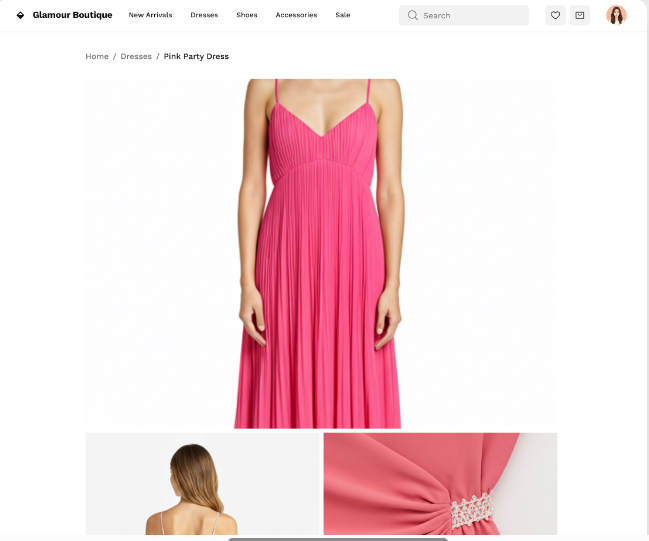 Glamour Boutique New Arrivals Dresses Shoes Accessories Sale Search
Home / Dresses / Pink Party Dress